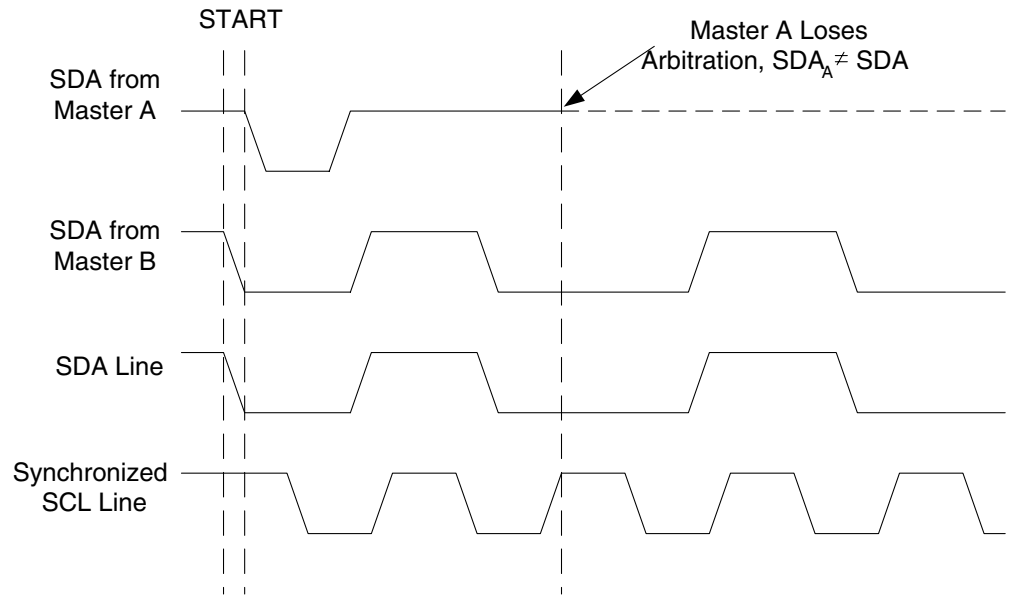 START
Master A Loses
Arbitration, SDA_A ≠ SDA
SDA from
Master A
SDA from
Master B
SDA Line
Synchronized
SCL Line